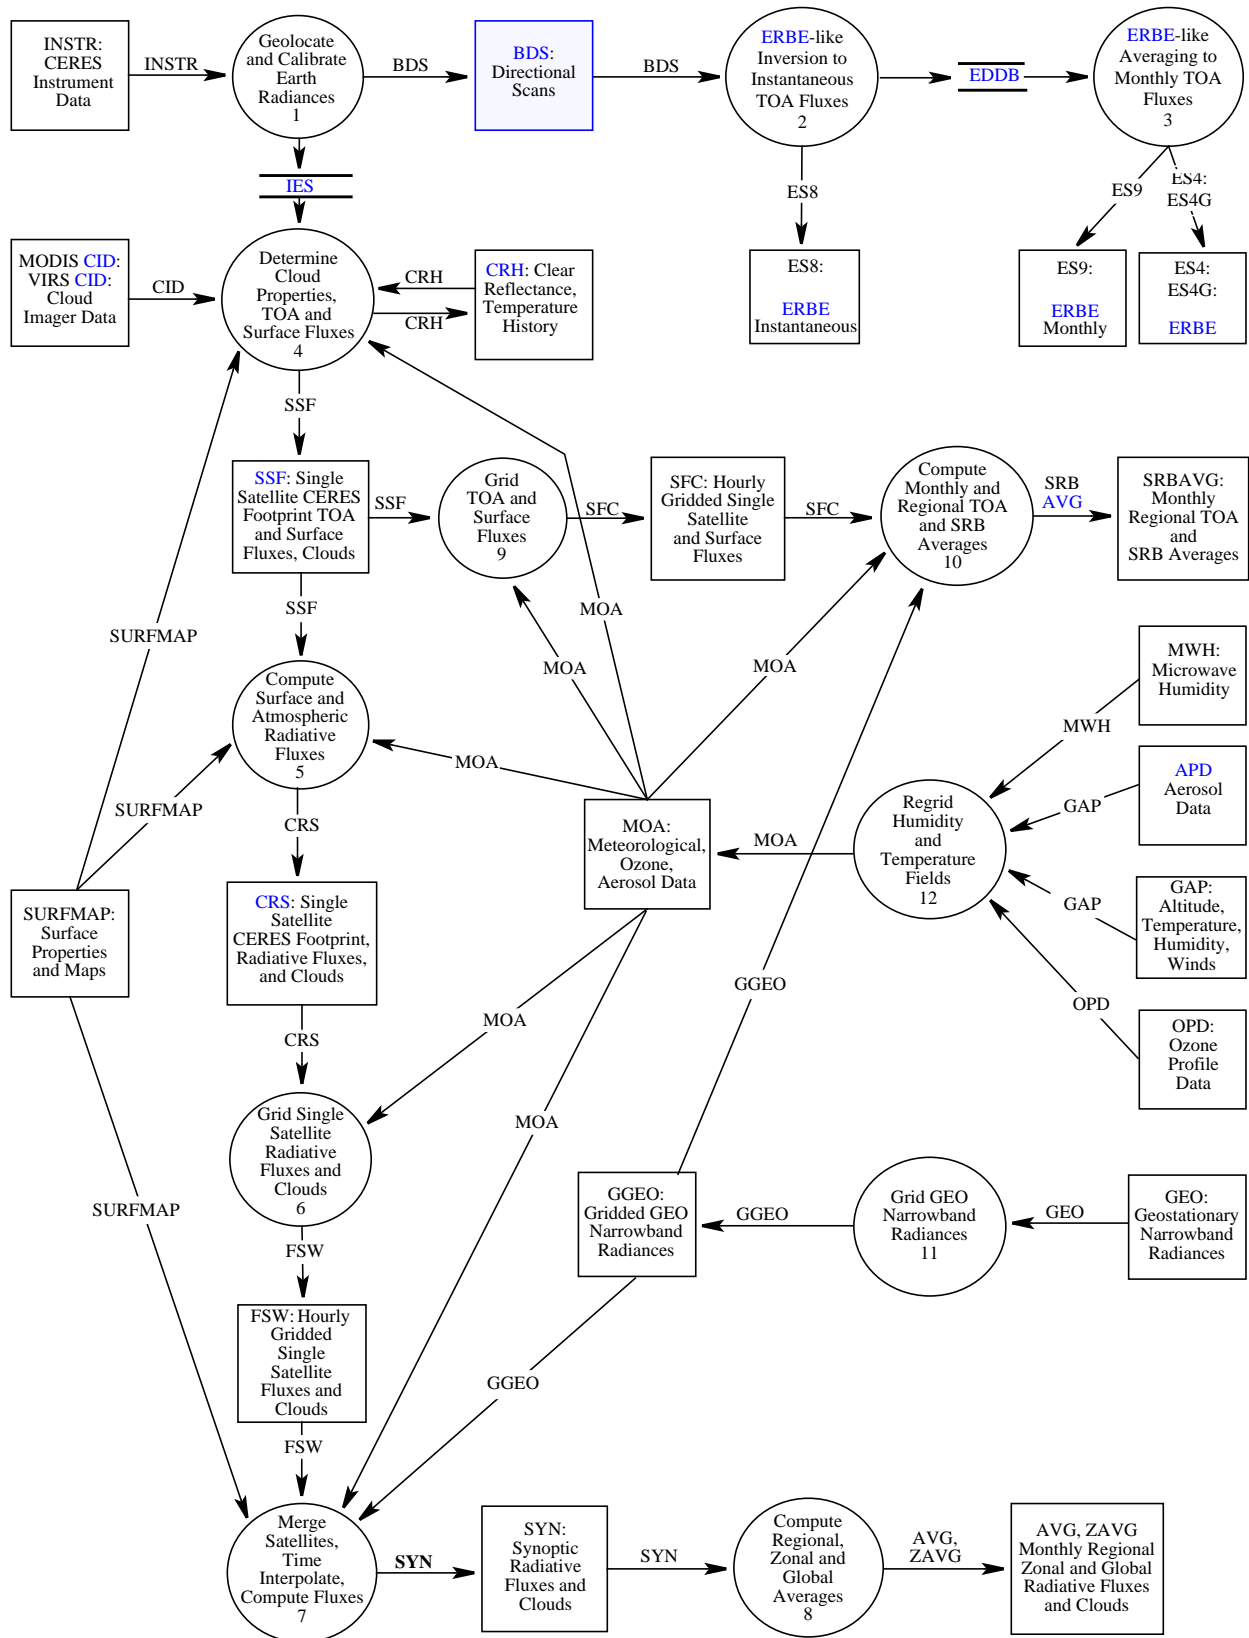 INSTR:
CERES
Instrument
Data
INSTR
Geolocate
and Calibrate
Earth
Radiances
1
BDS
BDS:
Directional
Scans
BDS
ERBE-like
Inversion to
Instantaneous
TOA Fluxes
2
EDDB
ERBE-like
Averaging to
Monthly TOA
Fluxes
3
IES
ES8
ES9
ES4:
ES4G
MODIS CID:
VIRS CID:
Cloud
Imager Data
CID
Determine
Cloud
Properties,
TOA and
Surface Fluxes
4
CRH
CRH
CRH: Clear
Reflectance,
Temperature
History
ES8:
ERBE
Instantaneous
ES9:
ERBE
Monthly
ES4:
ES4G:
ERBE
SSF
SSF: Single
Satellite CERES
Footprint TOA
and Surface
Fluxes, Clouds
SSF
Grid
TOA and
Surface
Fluxes
9
SFC
SFC: Hourly
Gridded Single
Satellite
and Surface
Fluxes
SFC
Compute
Monthly and
Regional TOA
and SRB
Averages
10
SRB
AVG
SRBAVG:
Monthly
Regional TOA
and
SRB Averages
SSF
MOA
SURFMAP
MOA
MOA
MWH:
Microwave
Humidity
MWH
Compute
Surface and
Atmospheric
Radiative
Fluxes
5
MOA
SURFMAP
CRS
MOA:
Meteorological,
Ozone,
Aerosol Data
MOA
Regrid
Humidity
and
Temperature
Fields
12
GAP
APD
Aerosol
Data
GAP
GAP:
Altitude,
Temperature,
Humidity,
Winds
SURFMAP:
Surface
Properties
and Maps
CRS: Single
Satellite
CERES Footprint,
Radiative Fluxes,
and Clouds
GGEO
OPD
OPD:
Ozone
Profile
Data
CRS
MOA
MOA
Grid Single
Satellite
Radiative
Fluxes and
Clouds
6
SURFMAP
GGEO:
Gridded GEO
Narrowband
Radiances
GGEO
Grid GEO
Narrowband
Radiances
11
GEO
GEO:
Geostationary
Narrowband
Radiances
FSW
FSW: Hourly
Gridded
Single
Satellite
Fluxes and
Clouds
GGEO
FSW
Merge
Satellites,
Time
Interpolate,
Compute Fluxes
7
SYN
SYN:
Synoptic
Radiative
Fluxes and
Clouds
SYN
Compute
Regional,
Zonal and
Global
Averages
8
AVG,
ZAVG
AVG, ZAVG
Monthly Regional
Zonal and Global
Radiative Fluxes
and Clouds